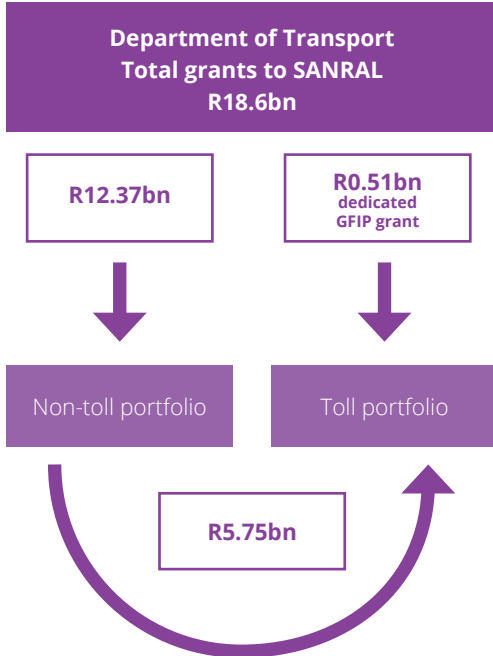 Department of Transport
Total grants to SANRAL
R18.6bn
R12.37bn
R0.51bn
dedicated
GFIP grant
Non-toll portfolio
Toll portfolio
R5.75bn